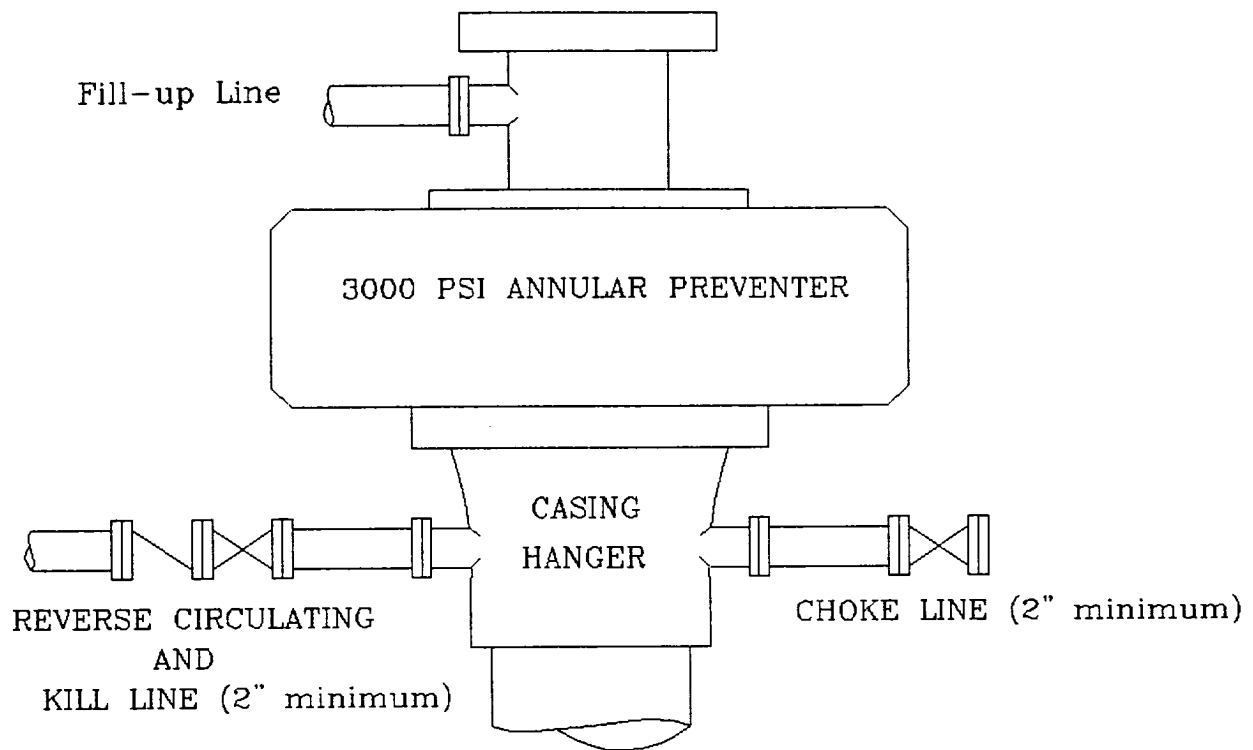 Fill-up Line
3000 PSI ANNULAR PREVENTER
CASING
HANGER
REVERSE CIRCULATING
AND
KILL LINE (2" minimum)
CHOKE LINE (2" minimum)